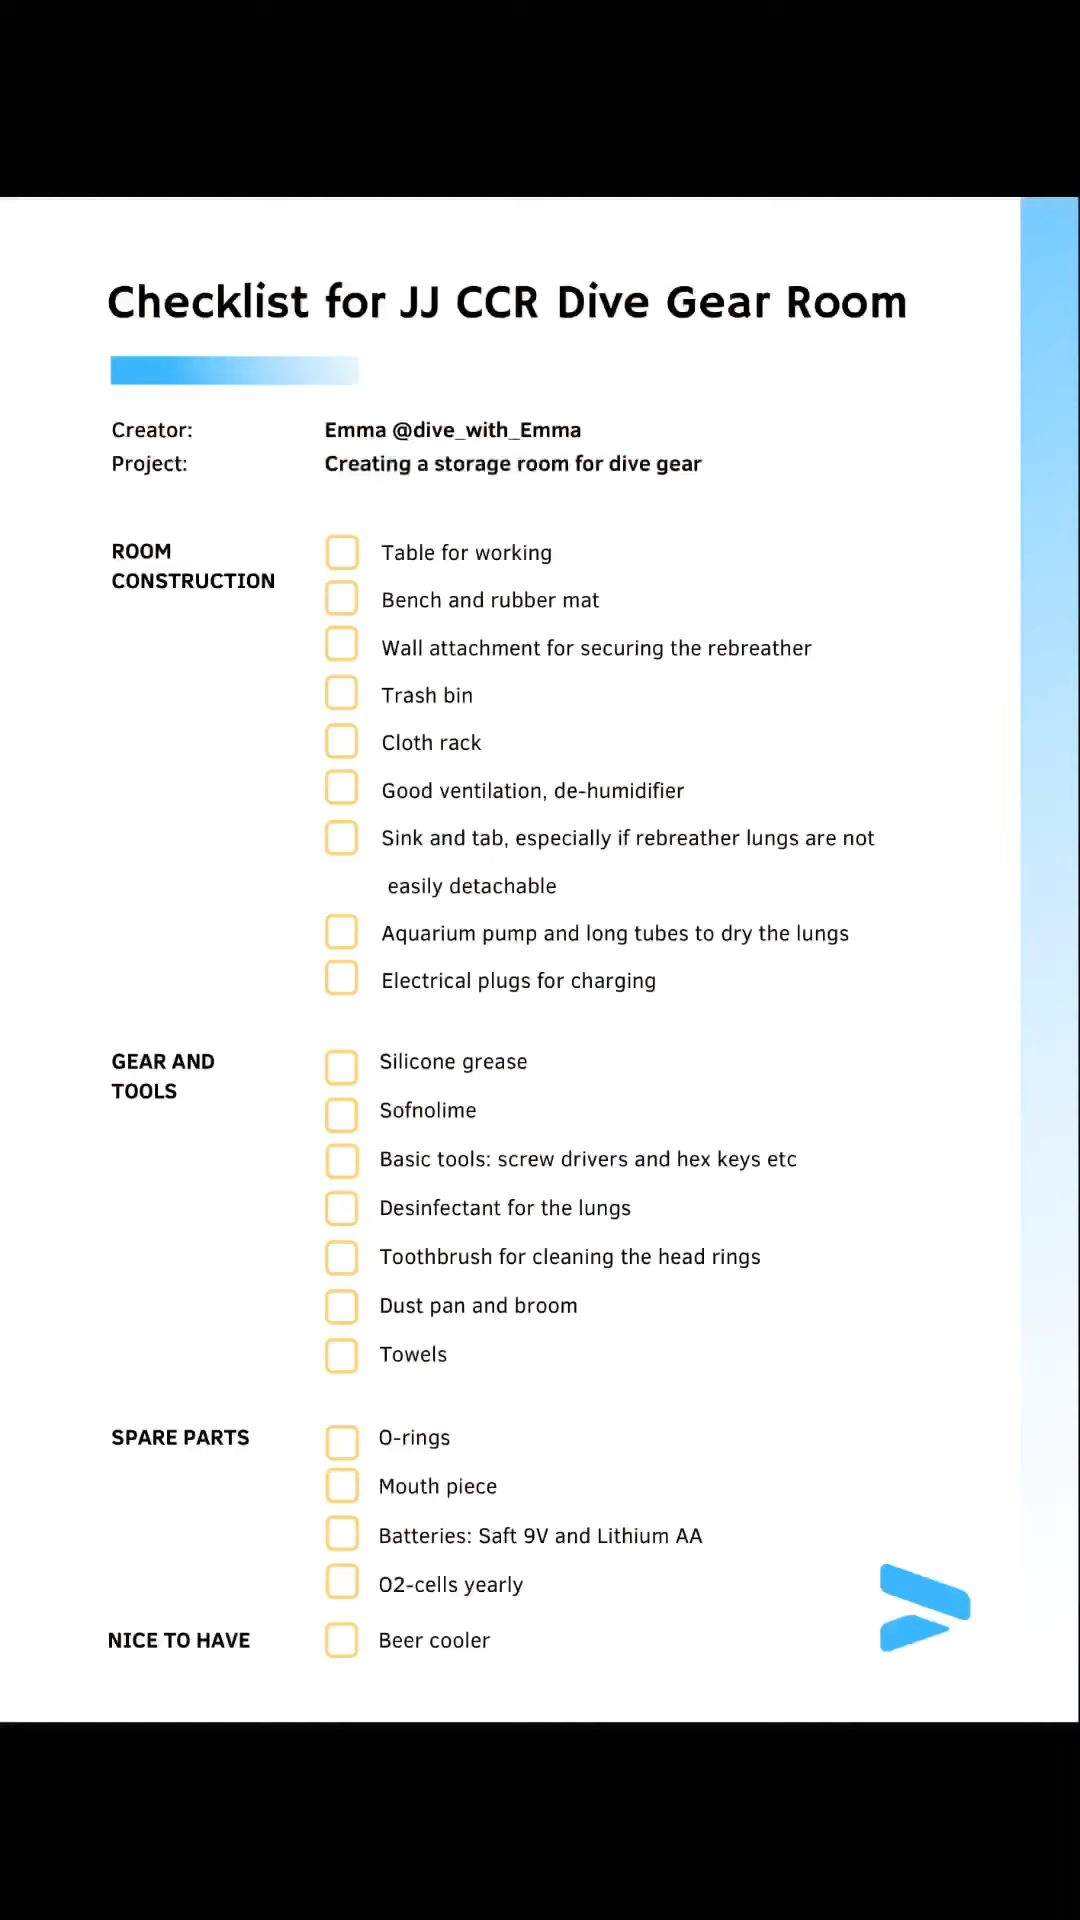 Checklist for JJ CCR Dive Gear Room
Creator: Emma @dive_with_Emma
Project: Creating a storage room for dive gear
ROOM
CONSTRUCTION
Table for working
Bench and rubber mat
Wall attachment for securing the rebreather
Trash bin
Cloth rack
Good ventilation, de-humidifier
Sink and tab, especially if rebreather lungs are not
easily detachable
Aquarium pump and long tubes to dry the lungs
Electrical plugs for charging
GEAR AND
TOOLS
Silicone grease
Sofnolime
Basic tools: screw drivers and hex keys etc
Desinfectant for the lungs
Toothbrush for cleaning the head rings
Dust pan and broom
Towels
SPARE PARTS
O-rings
Mouth piece
Batteries: Saft 9V and Lithium AA
O2-cells yearly
NICE TO HAVE
Beer cooler